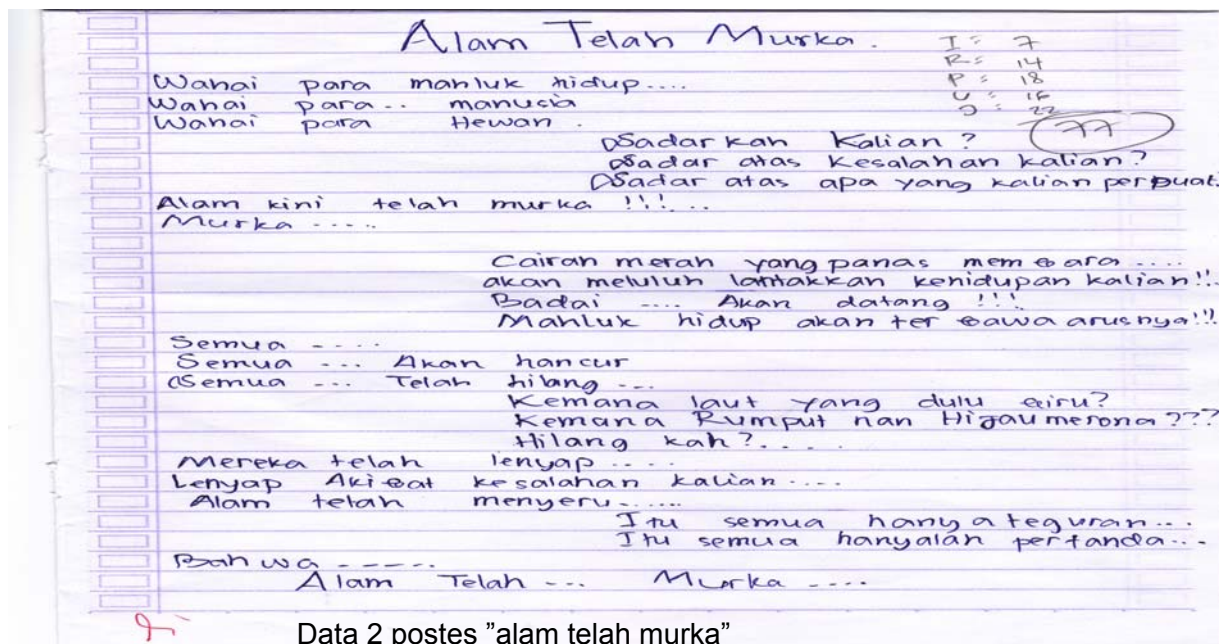 Alam Telah Murka.
I = 7
R = 14
P = 18
U = 16
J = 22
77
Wahai para mahluk hidup....
Wahai para.. manusia
Wahai para Hewan.
Sadarkah Kalian?
Sadar atas Kesalahan kalian?
Sadar atas apa yang kalian perbuat.
Alam kini telah murka !!!...
Murka .....
Cairan merah yang panas membara ....
akan meluluh lantakkan kehidupan kalian!!.
Badai .... Akan datang !!!
Mahluk hidup akan ter bawa arusnya!!!
Semua ....
Semua ... Akan hancur
Semua ... Telah hilang ...
Kemana laut yang dulu biru?
Kemana Rumput nan Hijau merona???
Hilang kah?....
Mereka telah lenyap ....
Lenyap Akibat kesalahan kalian....
Alam telah menyeru......
Itu semua hanya teguran...
Itu semua hanyalah pertanda...
Bahwa .....
Alam Telah ... Murka ....
Data 2 postes "alam telah murka"